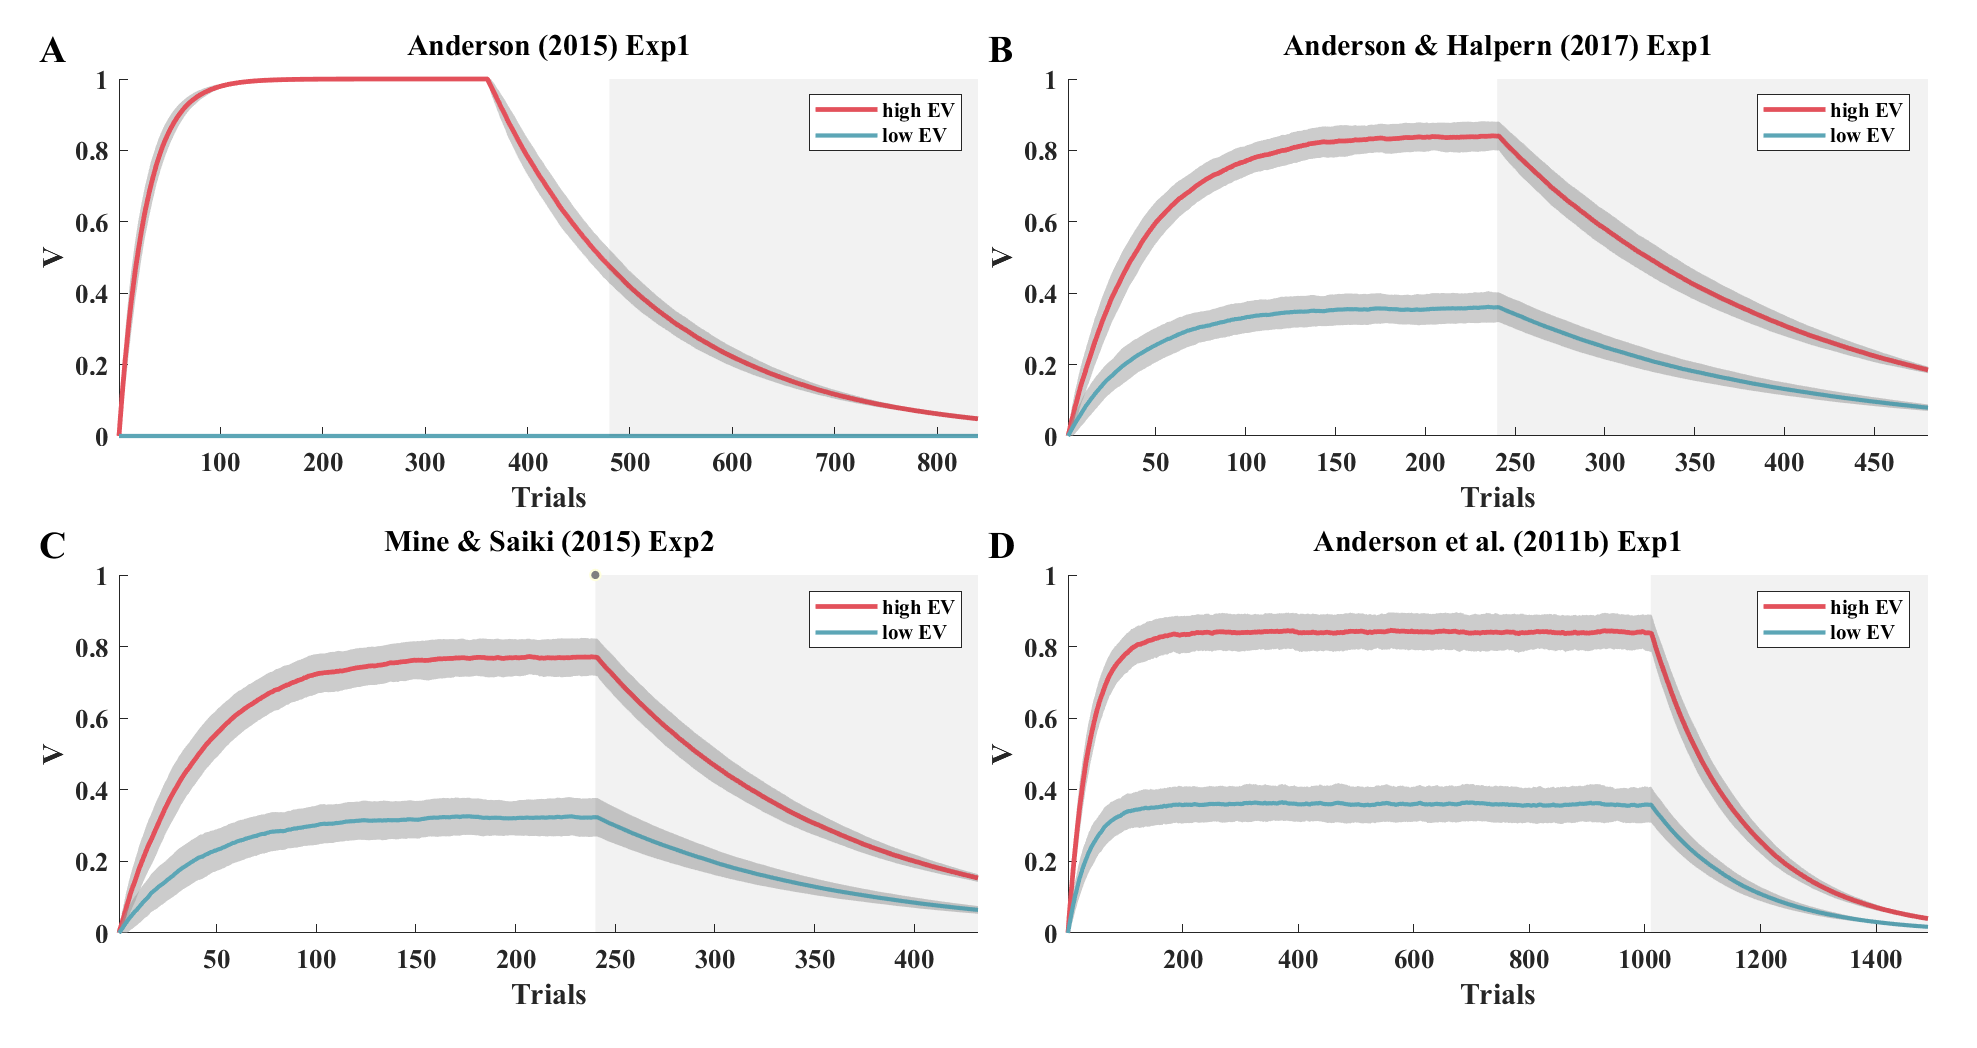 A
Anderson (2015) Exp1
1
0.8
0.6
0.4
0.2
0
V
high EV
low EV
100 200 300 400 500 600 700 800
Trials
B
Anderson & Halpern (2017) Exp1
1
0.8
0.6
0.4
0.2
0
V
high EV
low EV
50 100 150 200 250 300 350 400 450
Trials
C
Mine & Saiki (2015) Exp2
1
0.8
0.6
0.4
0.2
0
V
high EV
low EV
50 100 150 200 250 300 350 400
Trials
D
Anderson et al. (2011b) Exp1
1
0.8
0.6
0.4
0.2
0
V
high EV
low EV
200 400 600 800 1000 1200 1400
Trials